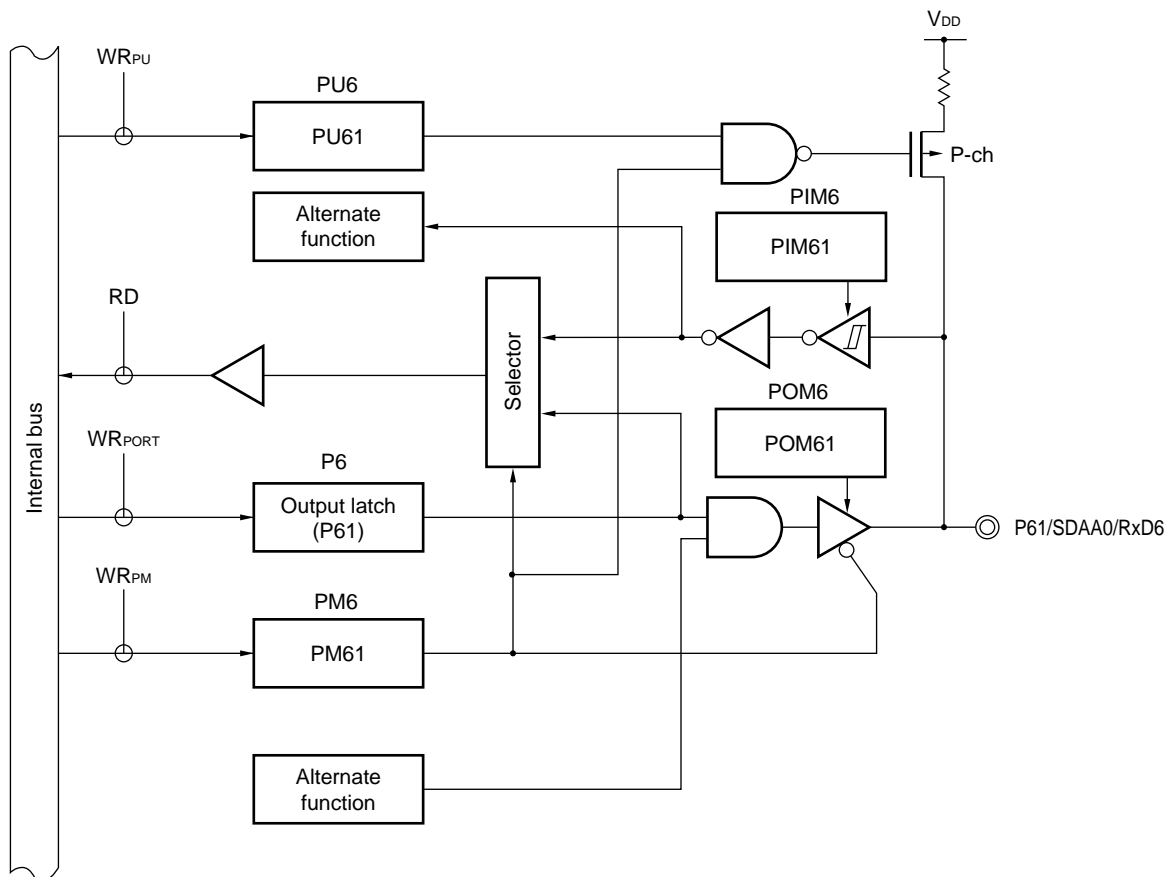 VDD
WRPU
PU6
PU61
P-ch
PIM6
Alternate
function
PIM61
RD
Selector
Internal bus
POM6
POM61
WRPORT
P6
Output latch
(P61)
P61/SDAA0/RxD6
WRPM
PM6
PM61
Alternate
function